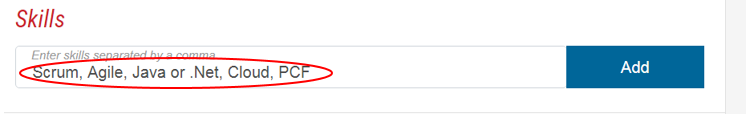 Skills
Enter skills separated by a comma
Scrum, Agile, Java or .Net, Cloud, PCF
Add